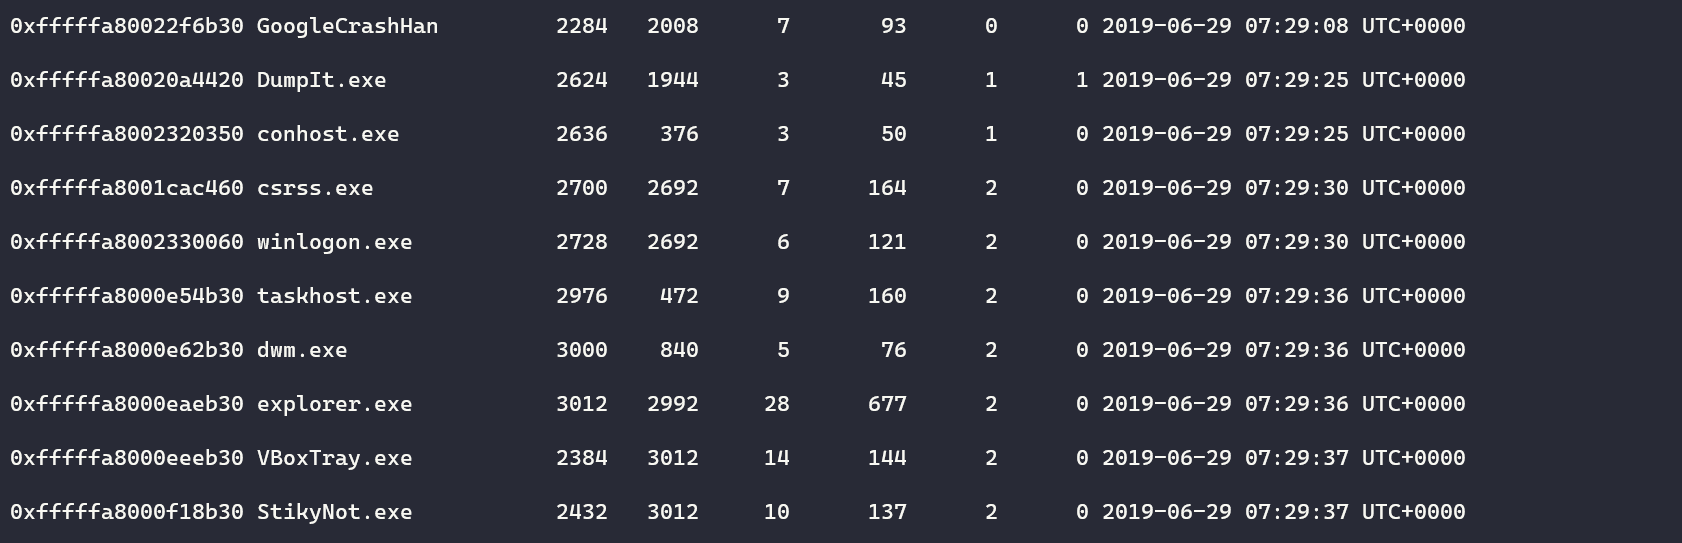 0xfffffa80022f6b30 GoogleCrashHan 2284 2008 7 93 0 0 2019-06-29 07:29:08 UTC+0000
0xfffffa80020a4420 DumpIt.exe 2624 1944 3 45 1 1 2019-06-29 07:29:25 UTC+0000
0xfffffa8002320350 conhost.exe 2636 376 3 50 1 0 2019-06-29 07:29:25 UTC+0000
0xfffffa8001cac460 csrss.exe 2700 2692 7 164 2 0 2019-06-29 07:29:30 UTC+0000
0xfffffa8002330060 winlogon.exe 2728 2692 6 121 2 0 2019-06-29 07:29:30 UTC+0000
0xfffffa8000e54b30 taskhost.exe 2976 472 9 160 2 0 2019-06-29 07:29:36 UTC+0000
0xfffffa8000e62b30 dwm.exe 3000 840 5 76 2 0 2019-06-29 07:29:36 UTC+0000
0xfffffa8000eaeb30 explorer.exe 3012 2992 28 677 2 0 2019-06-29 07:29:36 UTC+0000
0xfffffa8000eeeb30 VBoxTray.exe 2384 3012 14 144 2 0 2019-06-29 07:29:37 UTC+0000
0xfffffa8000f18b30 StikyNot.exe 2432 3012 10 137 2 0 2019-06-29 07:29:37 UTC+0000